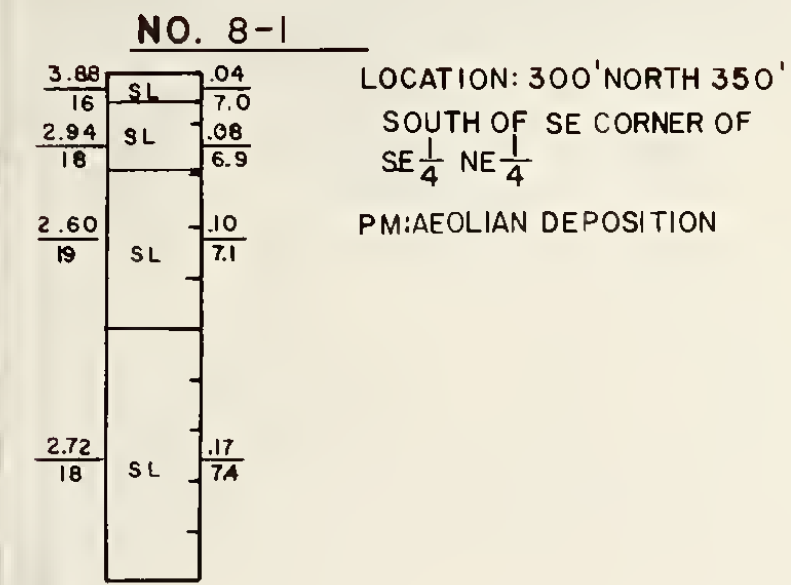 NO. 8-1
3.88 SL .04
16 7.0
2.94 SL .08
18 6.9
2.60 SL .10
19 7.1
2.72 SL .17
18 7.4
LOCATION: 300' NORTH 350'
SOUTH OF SE CORNER OF
SE 1/4 NE 1/4
PM: AEOLIAN DEPOSITION